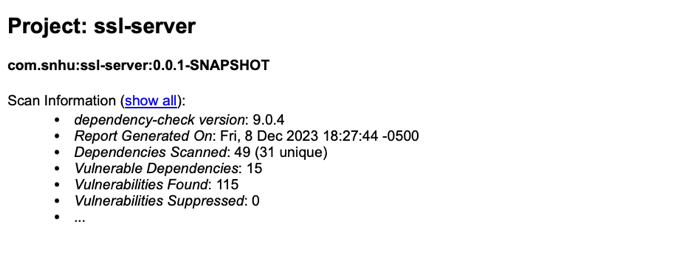 Project: ssl-server
com.snhu:ssl-server:0.0.1-SNAPSHOT
Scan Information (show all):
• dependency-check version: 9.0.4
• Report Generated On: Fri, 8 Dec 2023 18:27:44 -0500
• Dependencies Scanned: 49 (31 unique)
• Vulnerable Dependencies: 15
• Vulnerabilities Found: 115
• Vulnerabilities Suppressed: 0
• ...